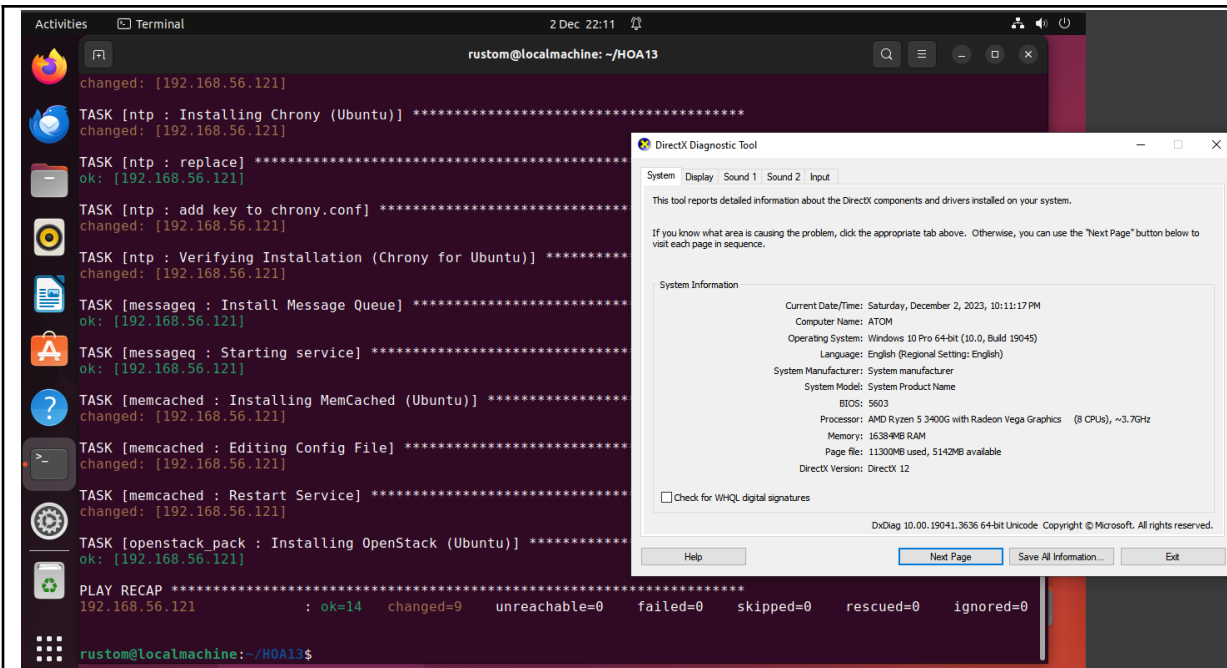 Activities
Terminal
2 Dec 22:11
rustom@localmachine: ~/HOA13
changed: [192.168.56.121]
TASK [ntp : Installing Chrony (Ubuntu)] ****************************************
changed: [192.168.56.121]
TASK [ntp : replace] **********************************************
ok: [192.168.56.121]
TASK [ntp : add key to chrony.conf] *******************************
changed: [192.168.56.121]
TASK [ntp : Verifying Installation (Chrony for Ubuntu)] ***********
changed: [192.168.56.121]
TASK [messageq : Install Message Queue] ***************************
ok: [192.168.56.121]
TASK [messageq : Starting service] ********************************
ok: [192.168.56.121]
TASK [memcached : Installing MemCached (Ubuntu)] ******************
changed: [192.168.56.121]
TASK [memcached : Editing Config File] ****************************
changed: [192.168.56.121]
TASK [memcached : Restart Service] ********************************
changed: [192.168.56.121]
TASK [openstack_pack : Installing OpenStack (Ubuntu)] *************
ok: [192.168.56.121]
PLAY RECAP *********************************************************************
192.168.56.121 : ok=14 changed=9 unreachable=0 failed=0 skipped=0 rescued=0 ignored=0
rustom@localmachine:~/HOA13$
DirectX Diagnostic Tool
System Display Sound 1 Sound 2 Input
This tool reports detailed information about the DirectX components and drivers installed on your system.
If you know what area is causing the problem, click the appropriate tab above. Otherwise, you can use the "Next Page" button below to
visit each page in sequence.
System Information
Current Date/Time: Saturday, December 2, 2023, 10:11:17 PM
Computer Name: ATOM
Operating System: Windows 10 Pro 64-bit (10.0, Build 19045)
Language: English (Regional Setting: English)
System Manufacturer: System manufacturer
System Model: System Product Name
BIOS: 5603
Processor: AMD Ryzen 5 3400G with Radeon Vega Graphics (8 CPUs), ~3.7GHz
Memory: 16384MB RAM
Page file: 11300MB used, 5142MB available
DirectX Version: DirectX 12
Check for WHQL digital signatures
DxDiag 10.00.19041.3636 64-bit Unicode Copyright © Microsoft. All rights reserved.
Help
Next Page
Save All Information...
Exit